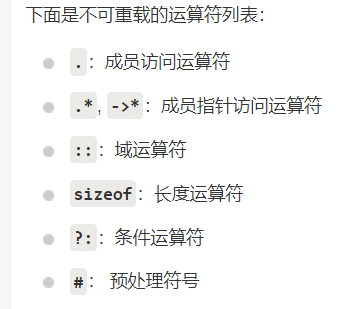 下面是不可重载的运算符列表：
.：成员访问运算符
.*, ->*：成员指针访问运算符
::：域运算符
sizeof：长度运算符
?:：条件运算符
#： 预处理符号